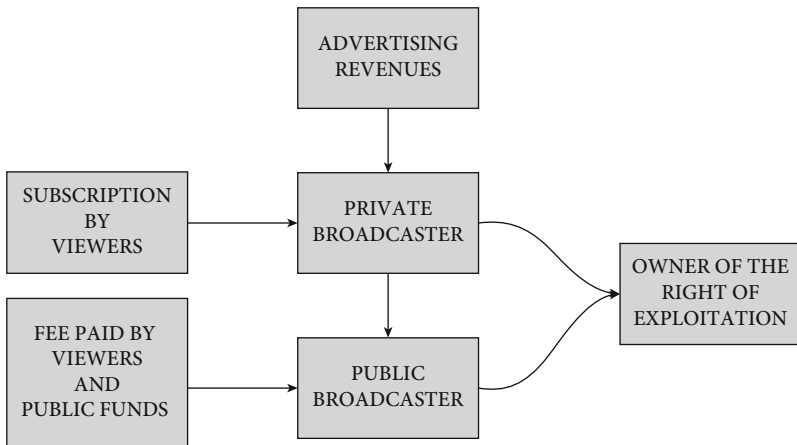 ADVERTISING
REVENUES
SUBSCRIPTION
BY
VIEWERS
PRIVATE
BROADCASTER
OWNER OF THE
RIGHT OF
EXPLOITATION
FEE PAID BY
VIEWERS
AND
PUBLIC FUNDS
PUBLIC
BROADCASTER